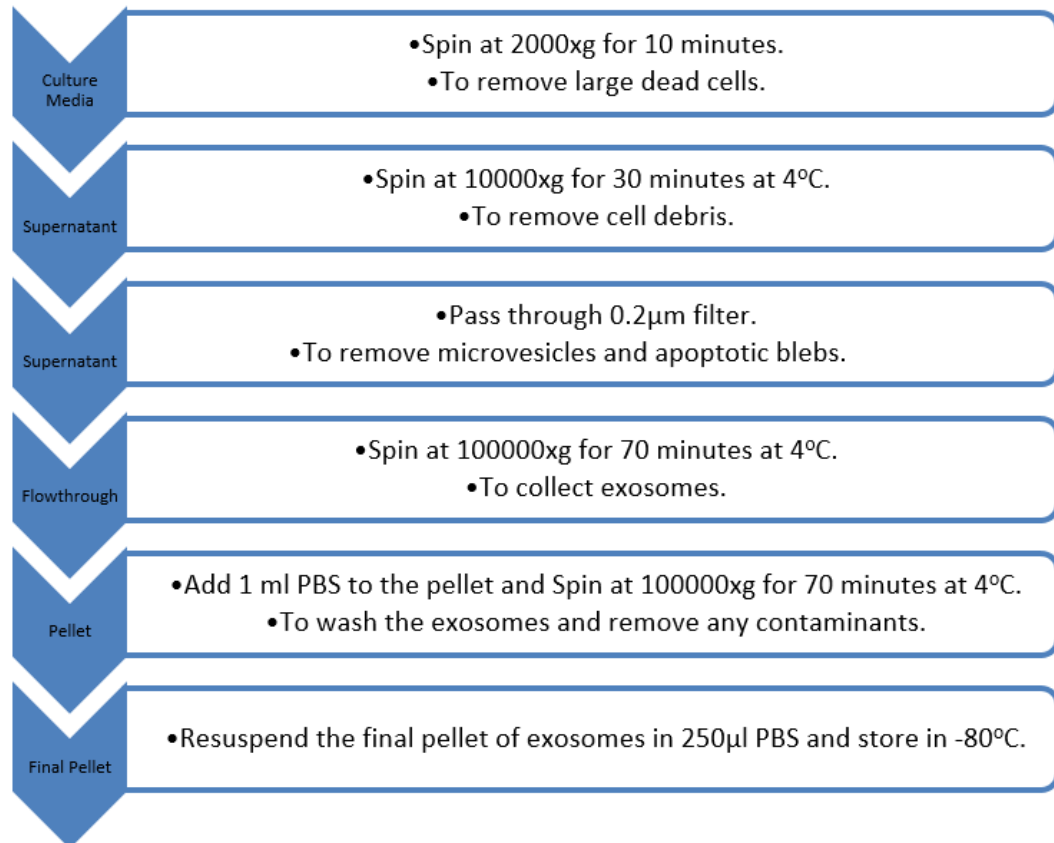 Culture
Media
•Spin at 2000xg for 10 minutes.
•To remove large dead cells.
Supernatant
•Spin at 10000xg for 30 minutes at 4°C.
•To remove cell debris.
Supernatant
•Pass through 0.2µm filter.
•To remove microvesicles and apoptotic blebs.
Flowthrough
•Spin at 100000xg for 70 minutes at 4°C.
•To collect exosomes.
Pellet
•Add 1 ml PBS to the pellet and Spin at 100000xg for 70 minutes at 4°C.
•To wash the exosomes and remove any contaminants.
Final Pellet
•Resuspend the final pellet of exosomes in 250µl PBS and store in -80°C.